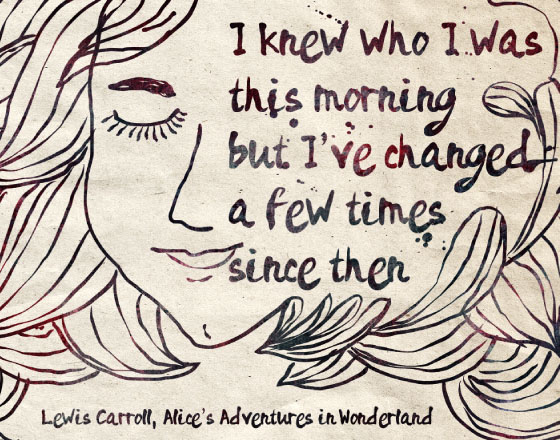 I knew who I was
this morning
but I've changed
a few times
since then
Lewis Carroll, Alice's Adventures in Wonderland